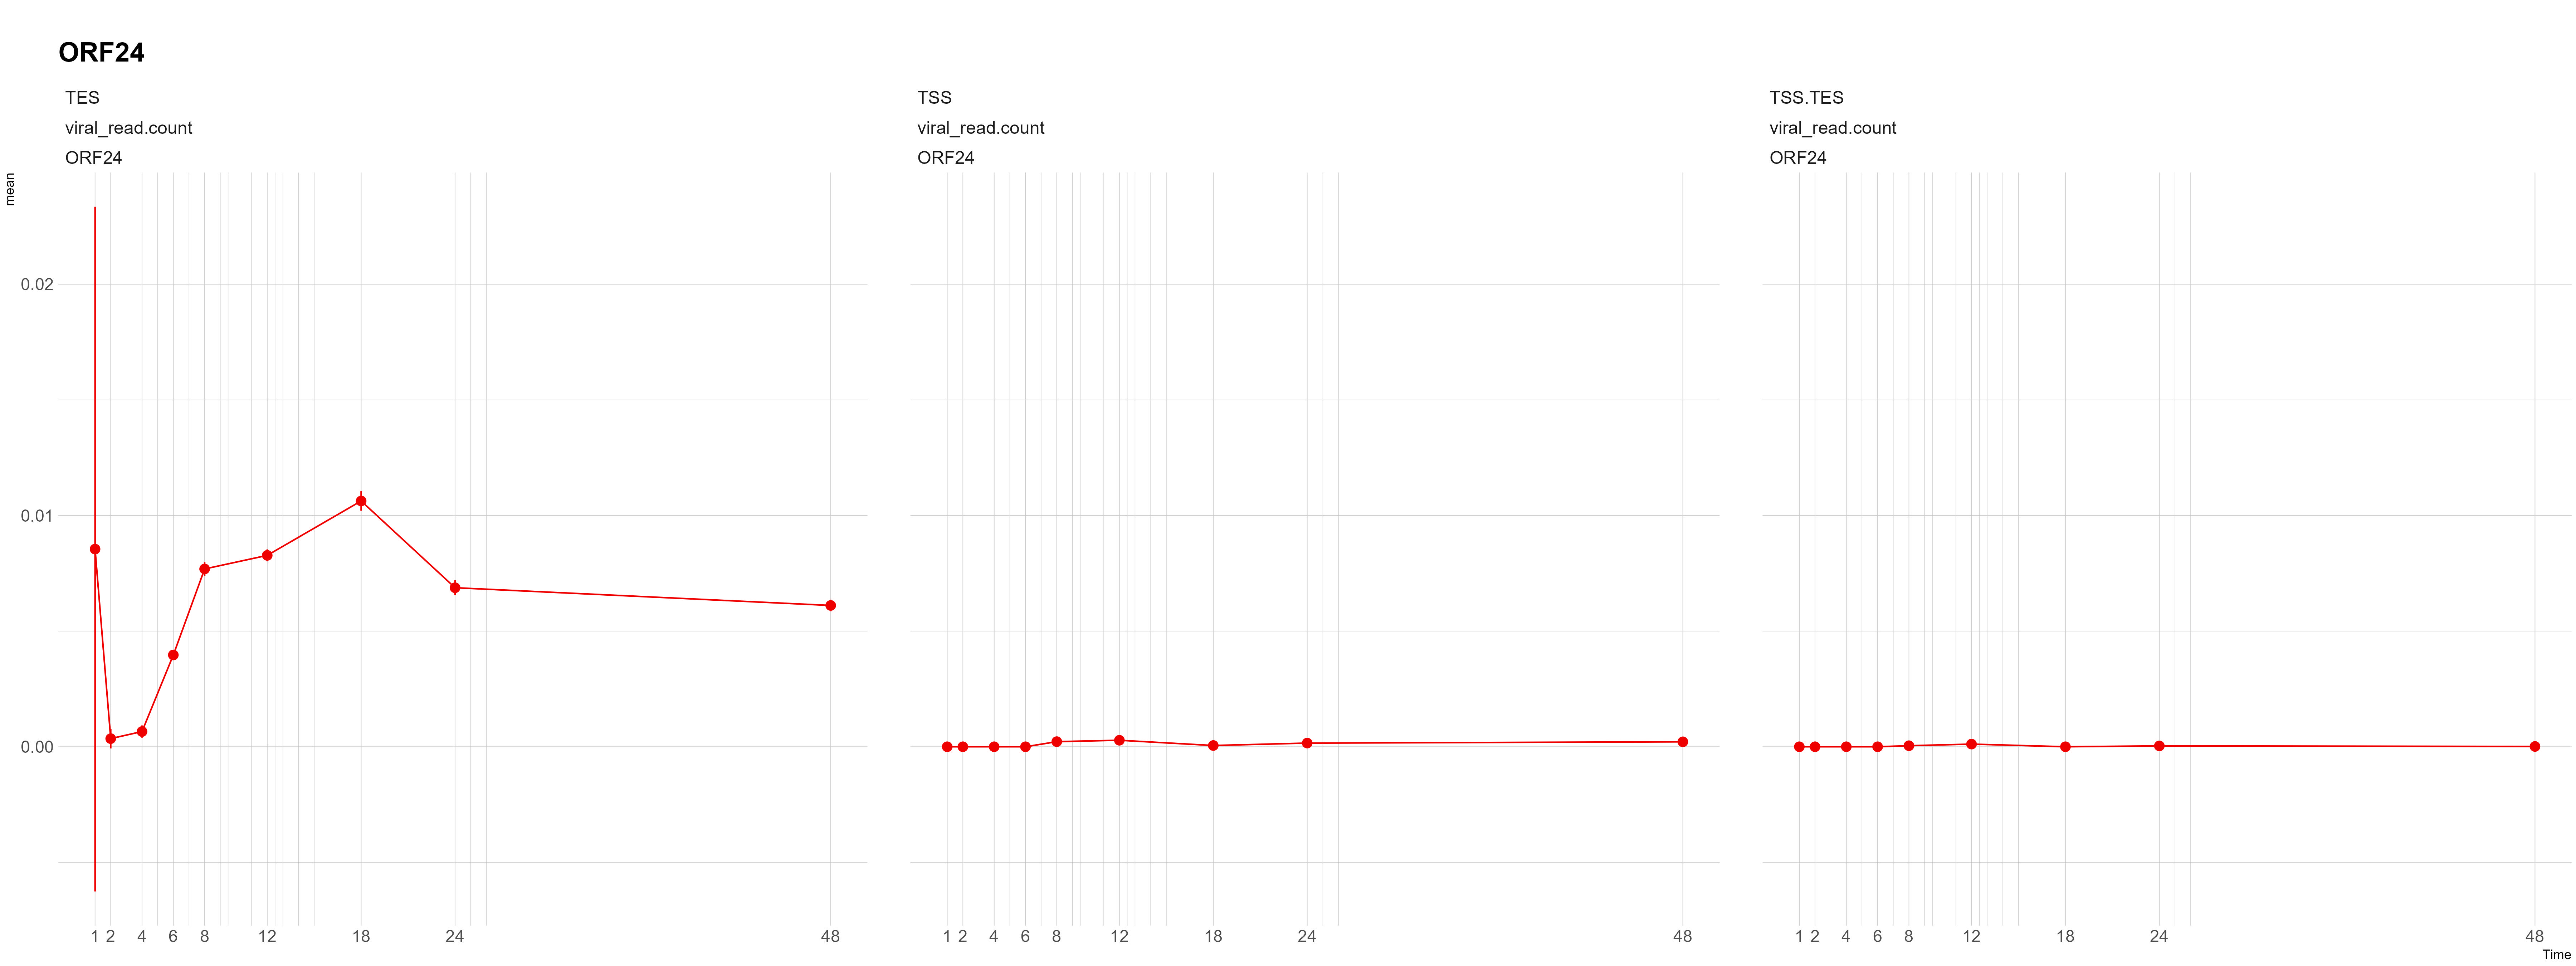 ORF24
TES
viral_read.count
ORF24
TSS
viral_read.count
ORF24
TSS.TES
viral_read.count
ORF24
mean
0.02
0.01
0.00
1 2 4 6 8 12 18 24 48
1 2 4 6 8 12 18 24 48
1 2 4 6 8 12 18 24 48
Time